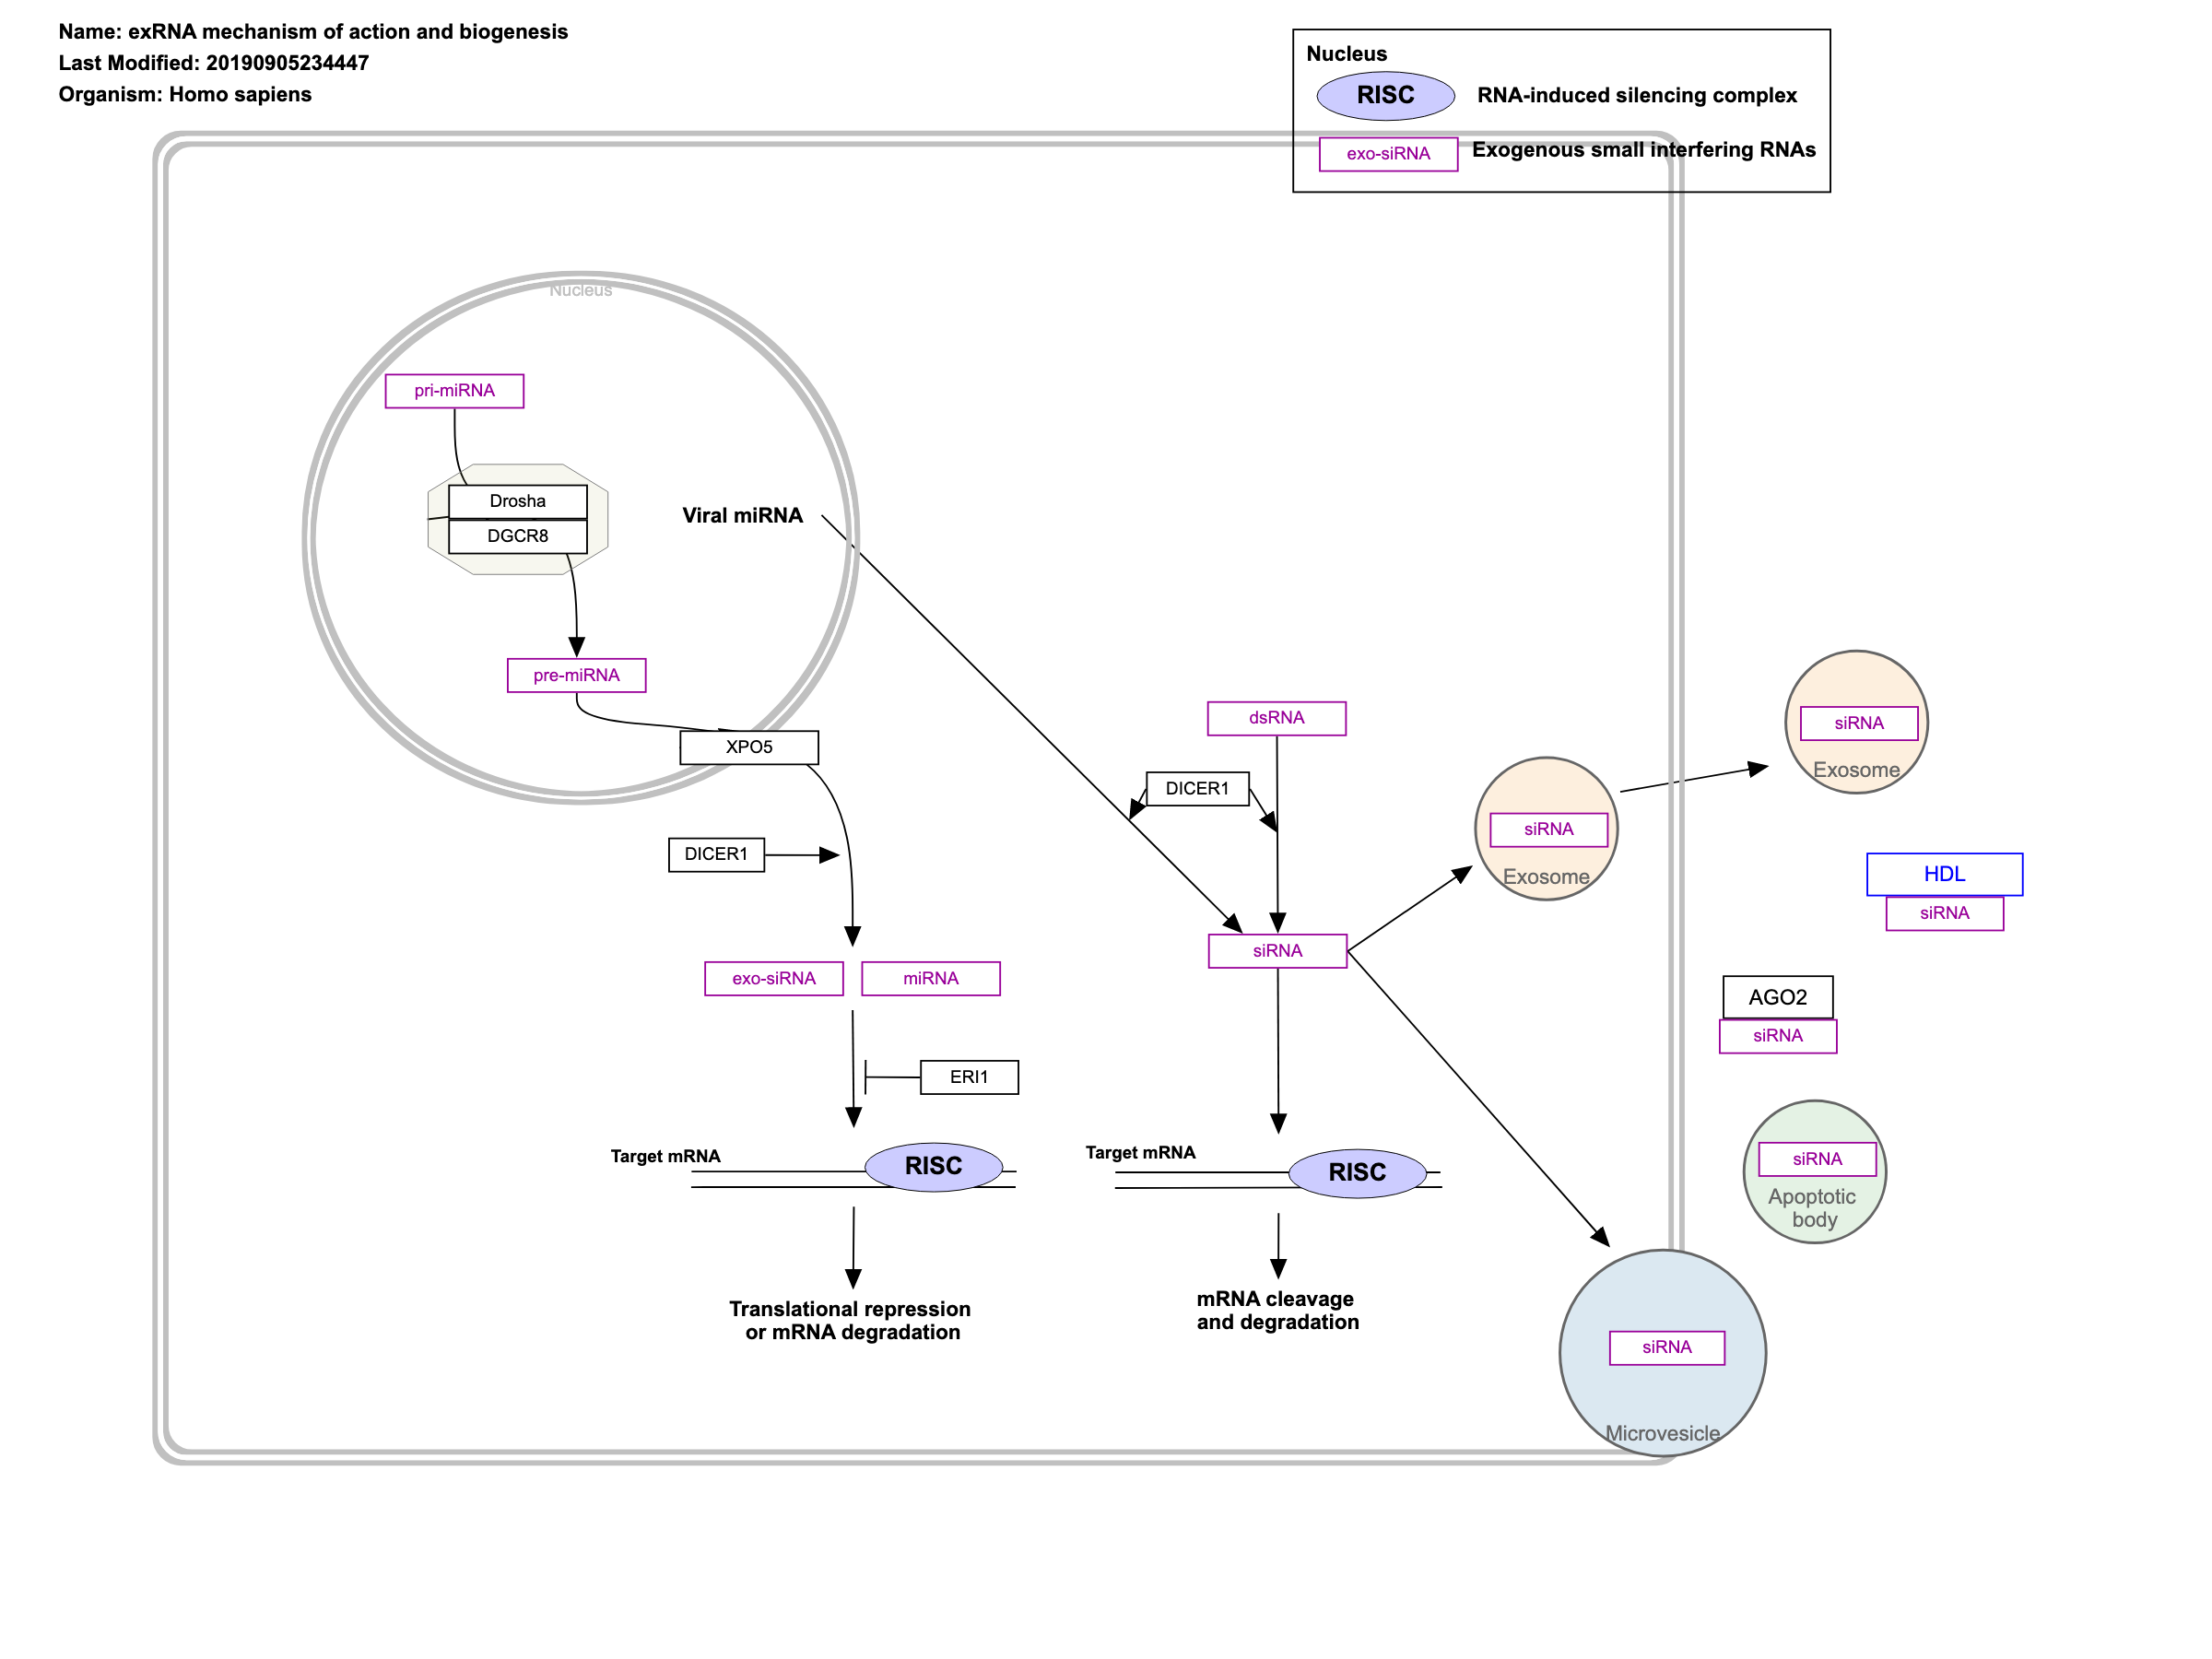 Name: exRNA mechanism of action and biogenesis
Last Modified: 20190905234447
Organism: Homo sapiens
Nucleus
RISC RNA-induced silencing complex
exo-siRNA Exogenous small interfering RNAs
Nucleus
pri-miRNA
Drosha
DGCR8
Viral miRNA
pre-miRNA
XPO5
DICER1
exo-siRNA miRNA
ERI1
Target mRNA
RISC
Translational repression
or mRNA degradation
dsRNA
DICER1
siRNA
Target mRNA
RISC
mRNA cleavage
and degradation
siRNA
Exosome
siRNA
Exosome
HDL
siRNA
AGO2
siRNA
siRNA
Apoptotic
body
siRNA
Microvesicle